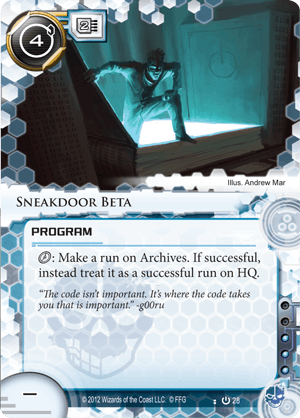 4
2
Illus. Andrew Mar
Sneakdoor Beta
PROGRAM
: Make a run on Archives. If successful,
instead treat it as a successful run on HQ.
"The code isn't important. It's where the code takes
you that is important." -g00ru
–
© 2012 Wizards of the Coast LLC. © FFG
28